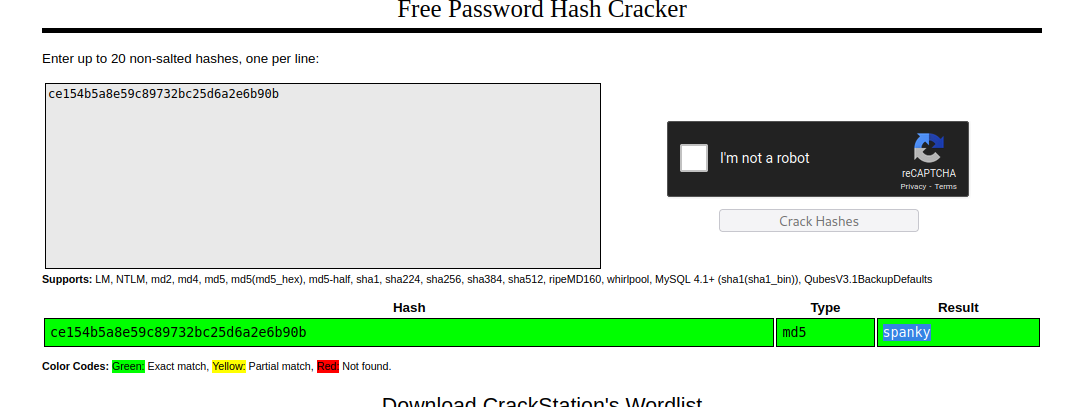 Free Password Hash Cracker
Enter up to 20 non-salted hashes, one per line:
ce154b5a8e59c89732bc25d6a2e6b90b
I'm not a robot
reCAPTCHA
Privacy - Terms
Crack Hashes
Supports: LM, NTLM, md2, md4, md5, md5(md5_hex), md5-half, sha1, sha224, sha256, sha384, sha512, ripeMD160, whirlpool, MySQL 4.1+ (sha1(sha1_bin)), QubesV3.1BackupDefaults
Hash Type Result
ce154b5a8e59c89732bc25d6a2e6b90b md5 spanky
Color Codes: Green: Exact match, Yellow: Partial match, Red: Not found.
Download CrackStation's Wordlist